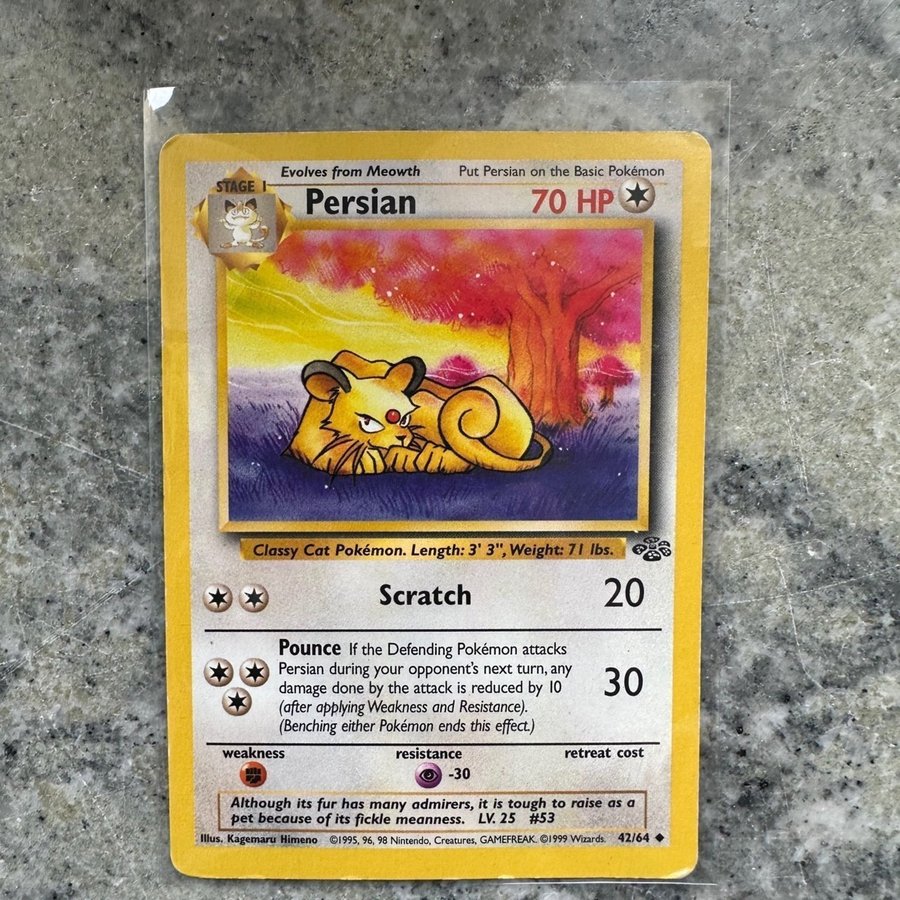 Evolves from Meowth Put Persian on the Basic Pokémon
STAGE 1
Persian 70 HP
Classy Cat Pokémon. Length: 3' 3", Weight: 71 lbs.
Scratch 20
Pounce If the Defending Pokémon attacks
Persian during your opponent's next turn, any
damage done by the attack is reduced by 10
(after applying Weakness and Resistance).
(Benching either Pokémon ends this effect.)
30
weakness resistance retreat cost
-30
Although its fur has many admirers, it is tough to raise as a
pet because of its fickle meanness. LV. 25 #53
Illus. Kagemaru Himeno ©1995, 96, 98 Nintendo, Creatures, GAMEFREAK. ©1999 Wizards. 42/64